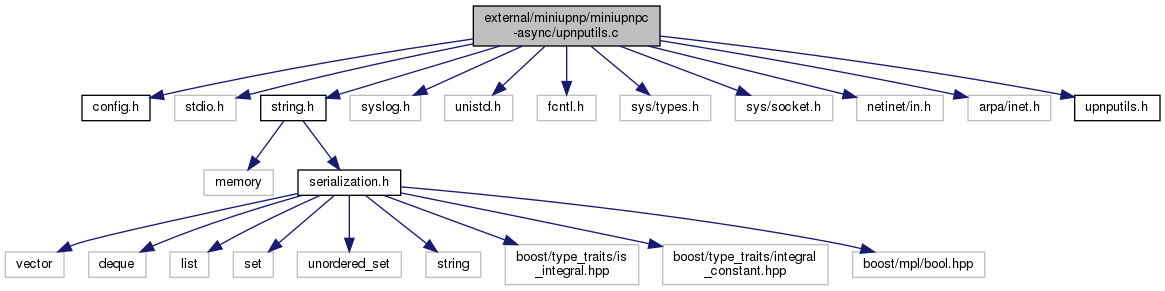 external/miniupnp/miniupnpc
-async/upnputils.c
config.h
stdio.h
string.h
syslog.h
unistd.h
fcntl.h
sys/types.h
sys/socket.h
netinet/in.h
arpa/inet.h
upnputils.h
memory
serialization.h
vector
deque
list
set
unordered_set
string
boost/type_traits/is
_integral.hpp
boost/type_traits/integral
_constant.hpp
boost/mpl/bool.hpp